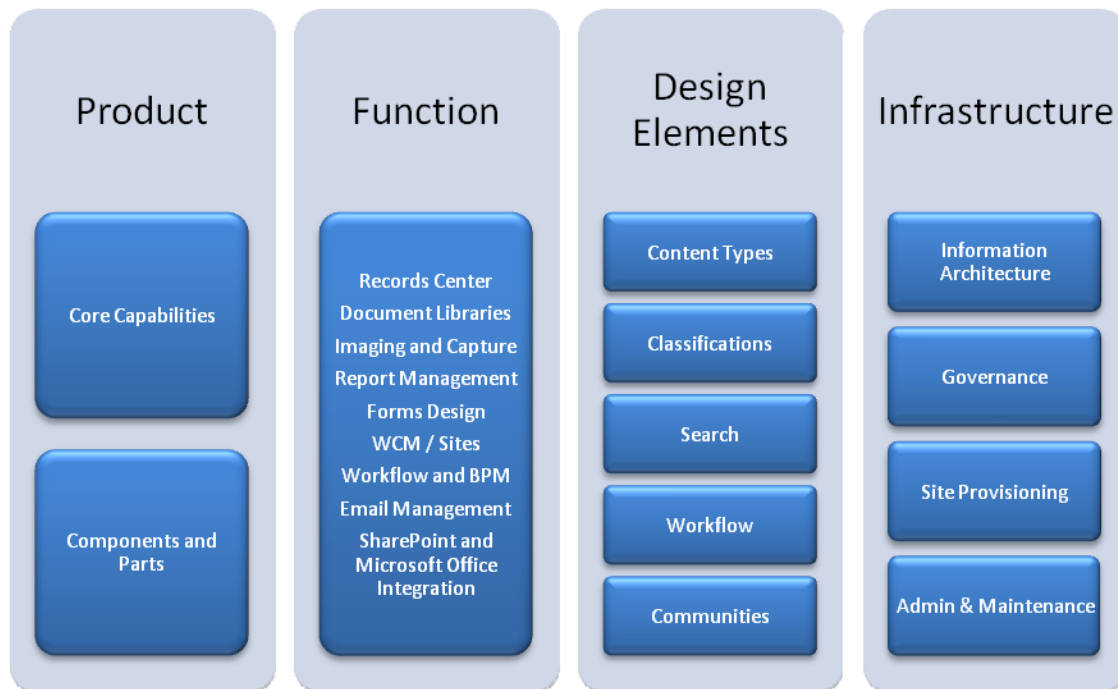 Product
Core Capabilities
Components and
Parts
Function
Records Center
Document Libraries
Imaging and Capture
Report Management
Forms Design
WCM / Sites
Workflow and BPM
Email Management
SharePoint and
Microsoft Office
Integration
Design
Elements
Content Types
Classifications
Search
Workflow
Communities
Infrastructure
Information
Architecture
Governance
Site Provisioning
Admin & Maintenance